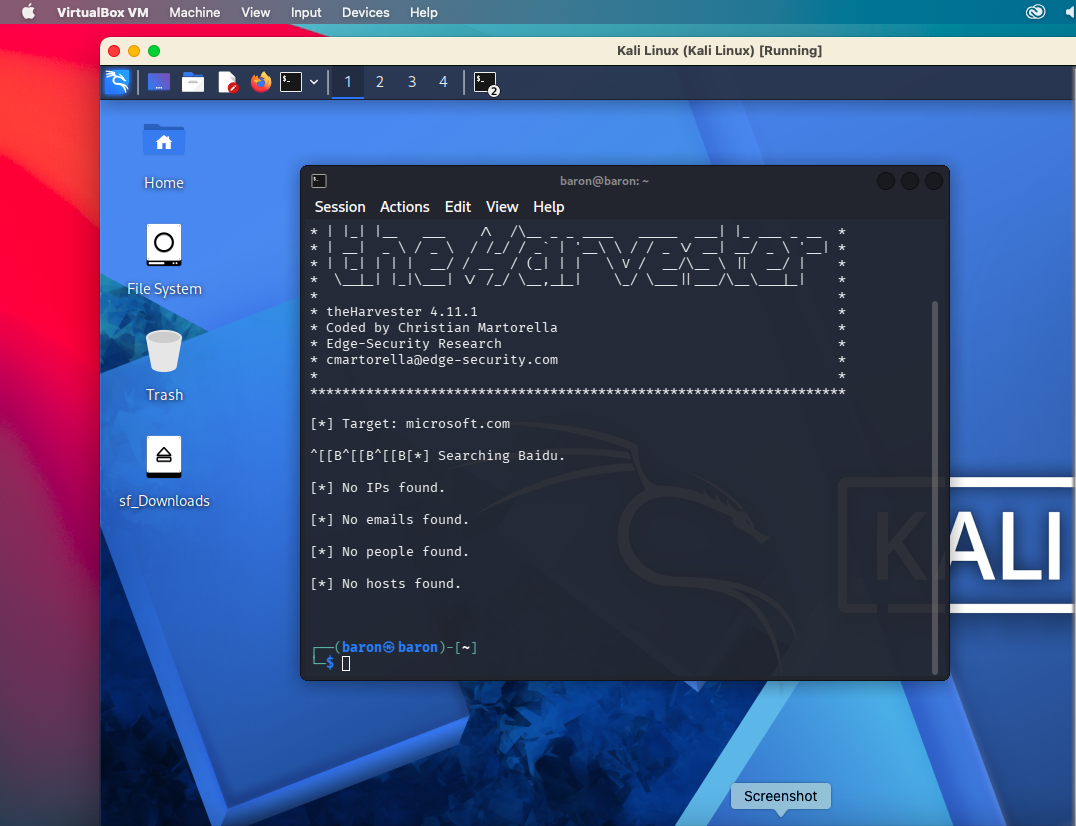 VirtualBox VM Machine View Input Devices Help
Kali Linux (Kali Linux) [Running]
1 2 3 4 2
Home
File System
Trash
sf_Downloads
baron@baron: ~
Session Actions Edit View Help
* theHarvester 4.11.1 *
* Coded by Christian Martorella *
* Edge-Security Research *
* cmartorella@edge-security.com *
* *
*******************************************************************
[*] Target: microsoft.com
^[[B^[[B^[[B[*] Searching Baidu.
[*] No IPs found.
[*] No emails found.
[*] No people found.
[*] No hosts found.
┌──(baron㉿baron)-[~]
└─$
KALI
Screenshot